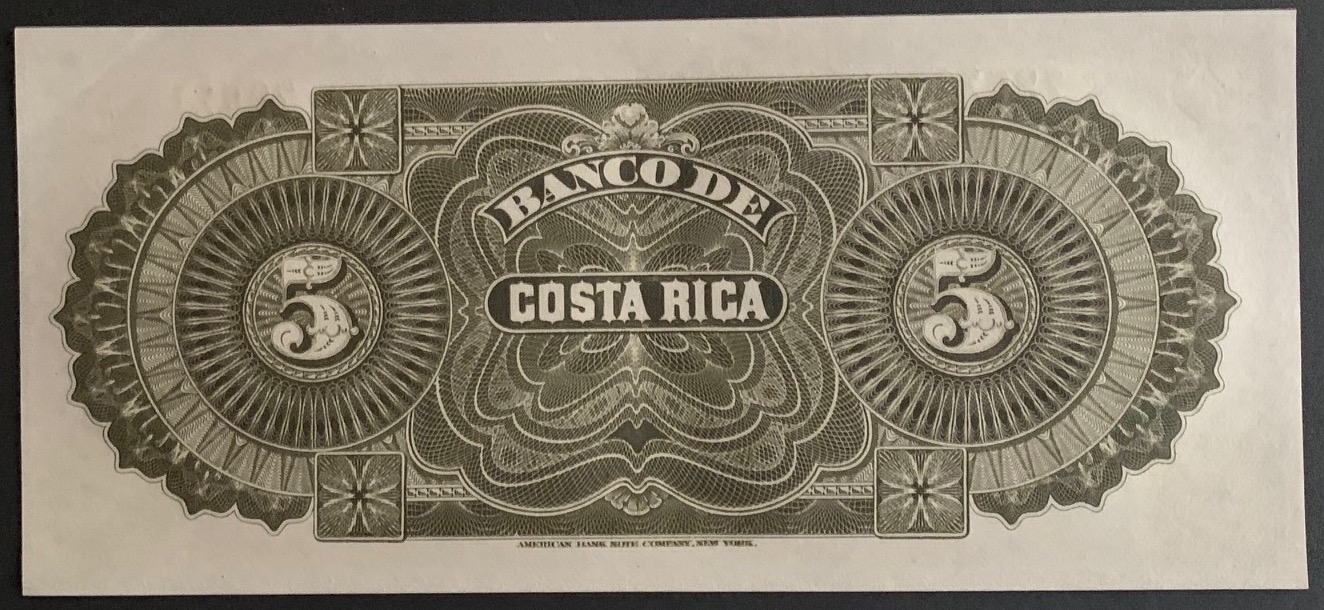 BANCO DE
5 COSTA RICA 5
AMERICAN BANK NOTE COMPANY, NEW YORK.